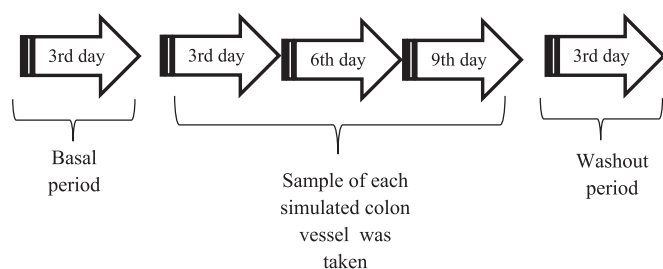 3rd day
3rd day
6th day
9th day
3rd day
Basal
period
Sample of each
simulated colon
vessel was
taken
Washout
period